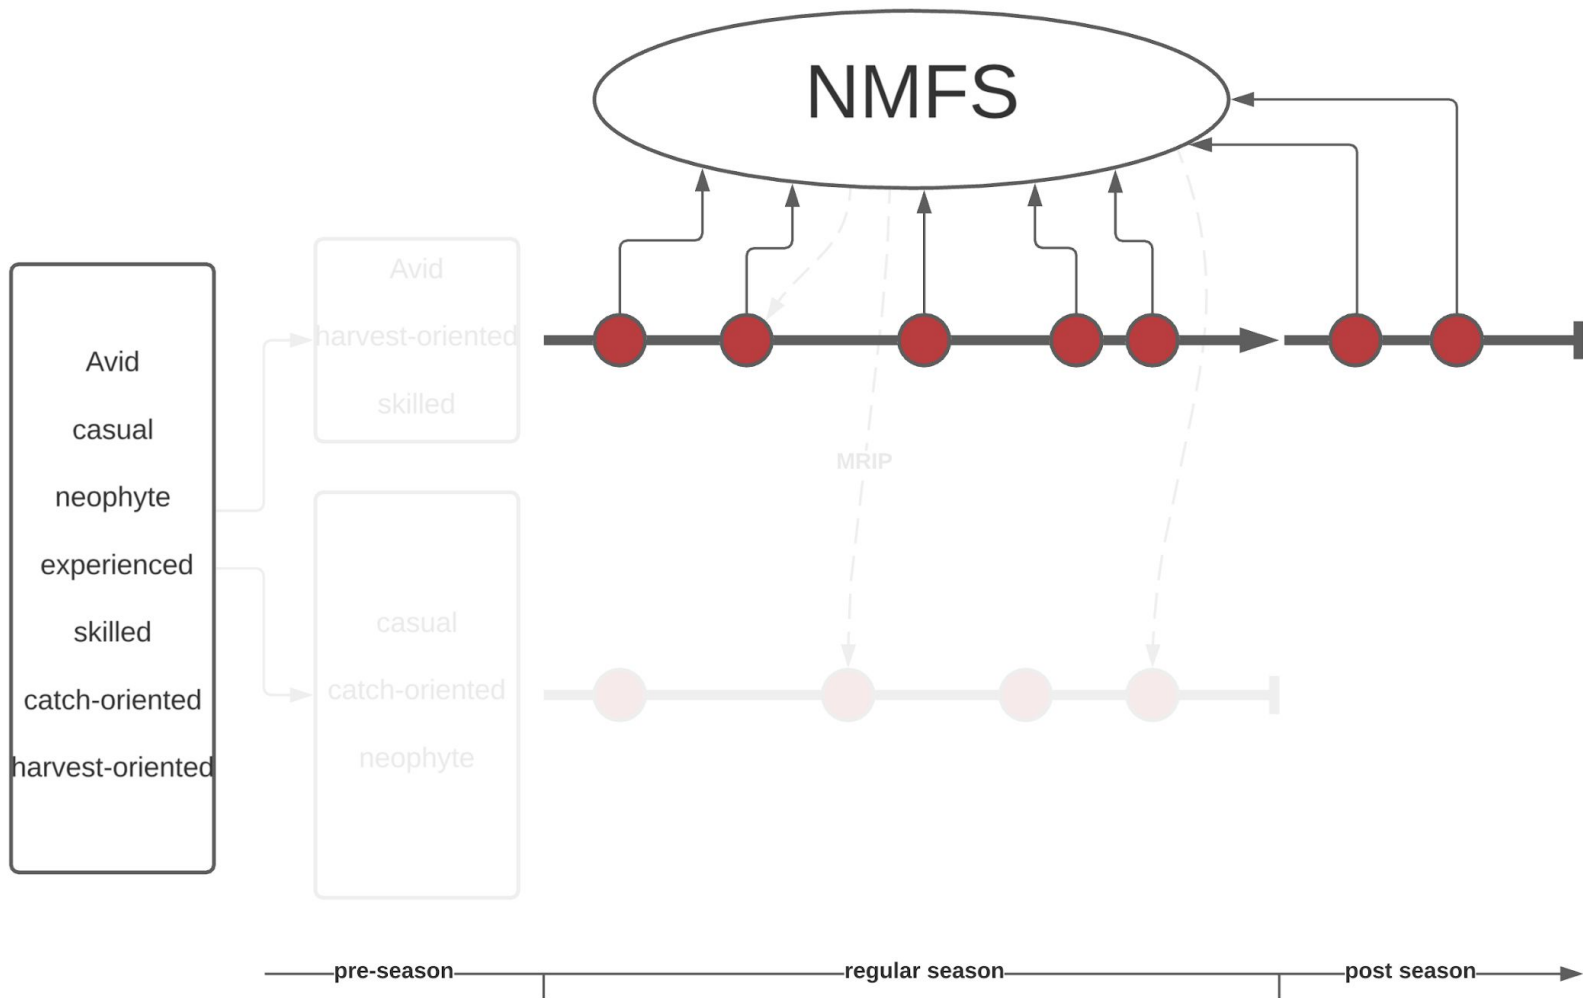 NMFS
Avid
casual
neophyte
experienced
skilled
catch-oriented
harvest-oriented
Avid
harvest-oriented
skilled
MRIP
casual
catch-oriented
neophyte
pre-season
regular season
post season